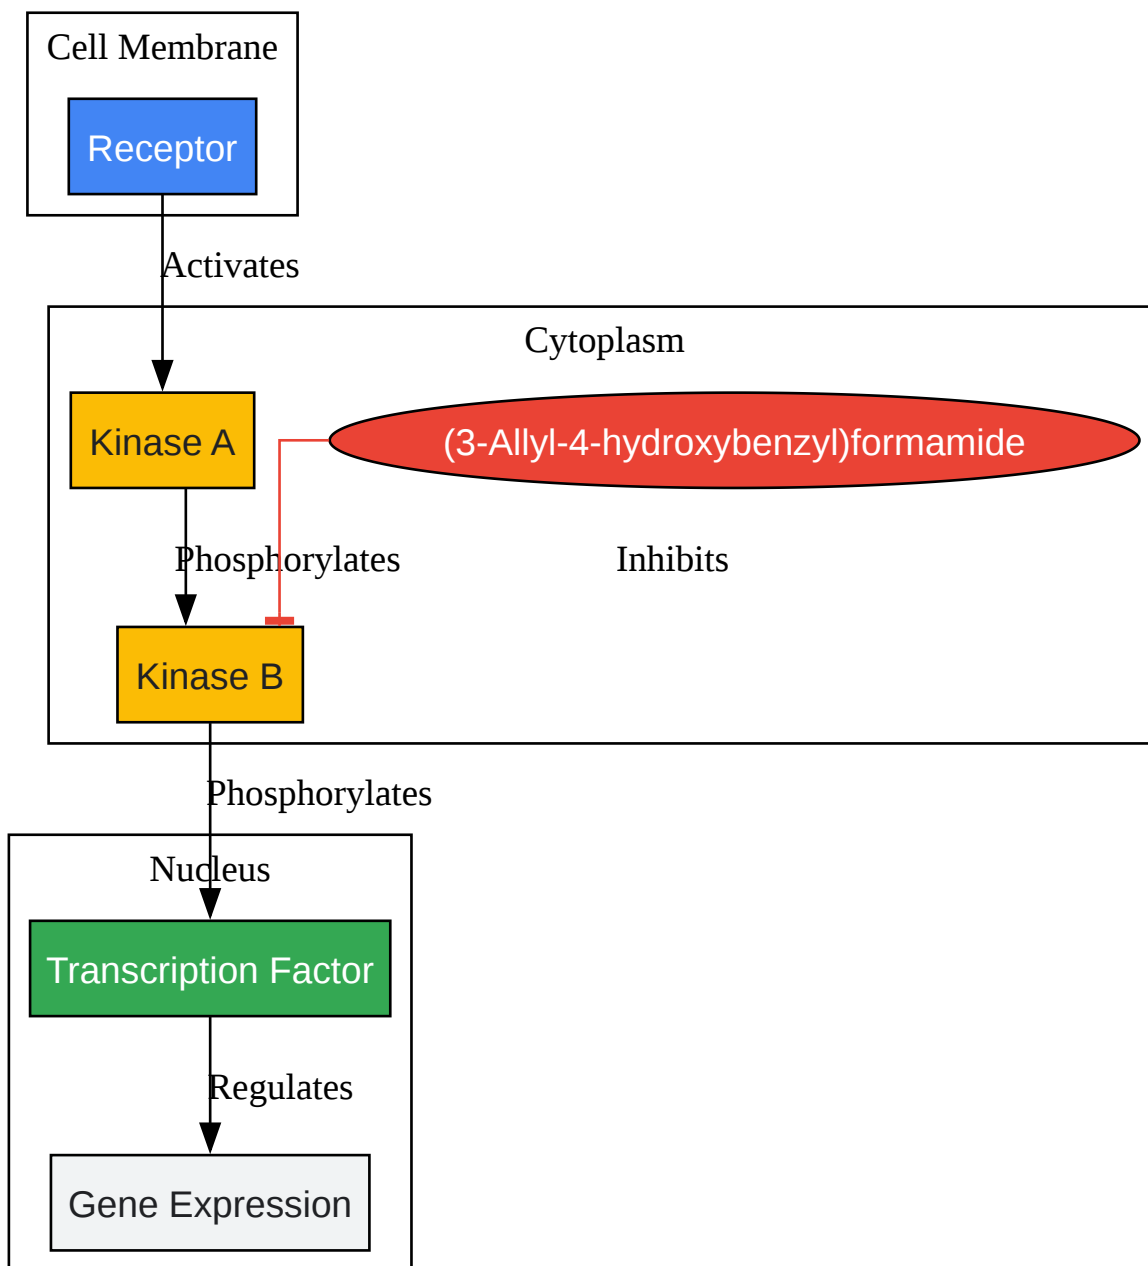 Cell Membrane
Receptor
Activates
Cytoplasm
Kinase A
(3-Allyl-4-hydroxybenzyl)formamide
Phosphorylates
Inhibits
Kinase B
Phosphorylates
Nucleus
Transcription Factor
Regulates
Gene Expression